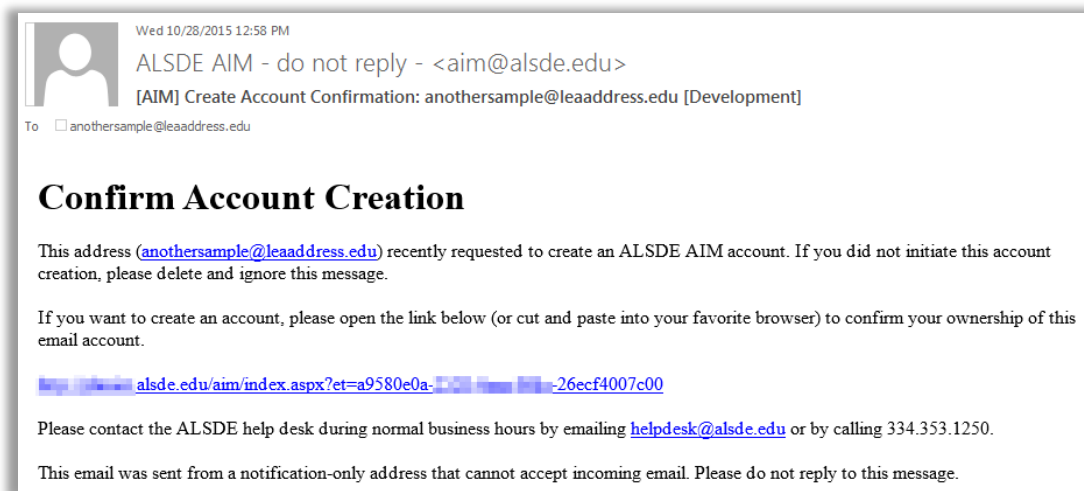 Wed 10/28/2015 12:58 PM
ALSDE AIM - do not reply - <aim@alsde.edu>
[AIM] Create Account Confirmation: anothersample@leaaddress.edu [Development]
To anothersample@leaaddress.edu
Confirm Account Creation
This address (anothersample@leaaddress.edu) recently requested to create an ALSDE AIM account. If you did not initiate this account
creation, please delete and ignore this message.
If you want to create an account, please open the link below (or cut and paste into your favorite browser) to confirm your ownership of this
email account.
alsde.edu/aim/index.aspx?et=a9580e0a- -26ecf4007c00
Please contact the ALSDE help desk during normal business hours by emailing helpdesk@alsde.edu or by calling 334.353.1250.
This email was sent from a notification-only address that cannot accept incoming email. Please do not reply to this message.